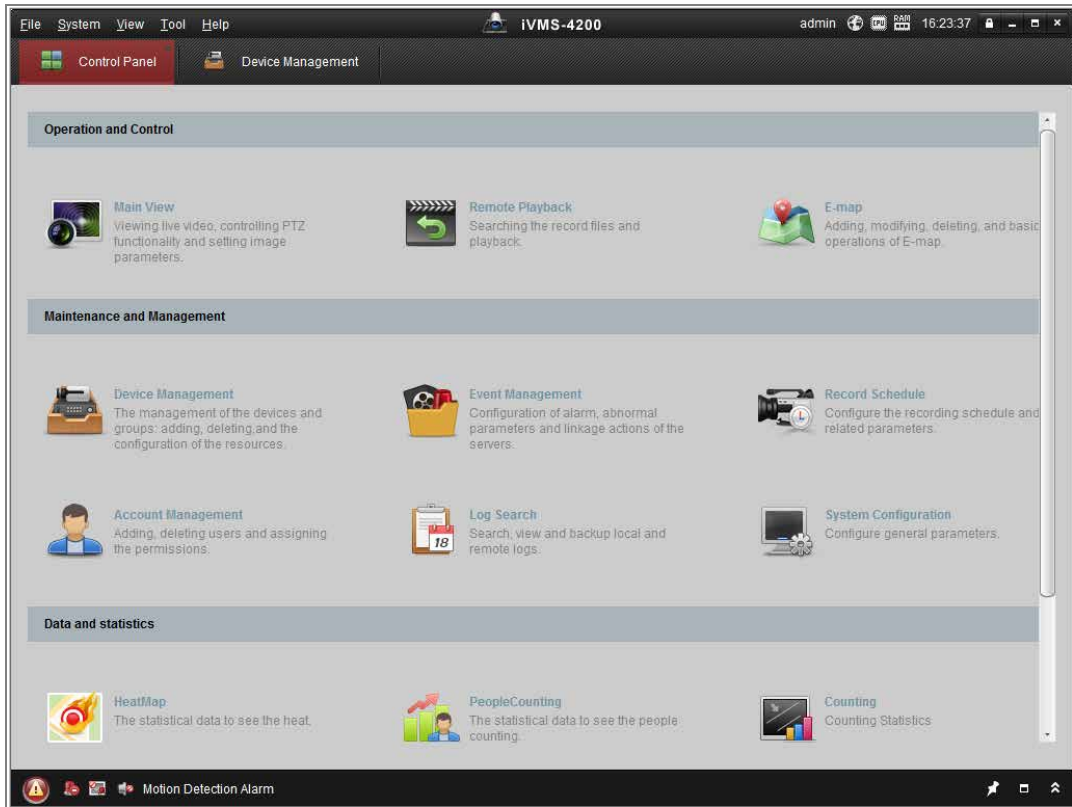 File System View Tool Help iVMS-4200 admin CPU RAM 16:23:37
Control Panel Device Management
Operation and Control
Main View
Viewing live video, controlling PTZ
functionality and setting image
parameters.
Remote Playback
Searching the record files and
playback.
E-map
Adding, modifying, deleting, and basic
operations of E-map.
Maintenance and Management
Device Management
The management of the devices and
groups: adding, deleting,and the
configuration of the resources.
Event Management
Configuration of alarm, abnormal
parameters and linkage actions of the
servers.
Record Schedule
Configure the recording schedule and
related parameters.
Account Management
Adding, deleting users and assigning
the permissions.
Log Search
Search, view and backup local and
remote logs.
18
System Configuration
Configure general parameters.
Data and statistics
HeatMap
The statistical data to see the heat.
PeopleCounting
The statistical data to see the people
counting.
Counting
Counting Statistics
Motion Detection Alarm